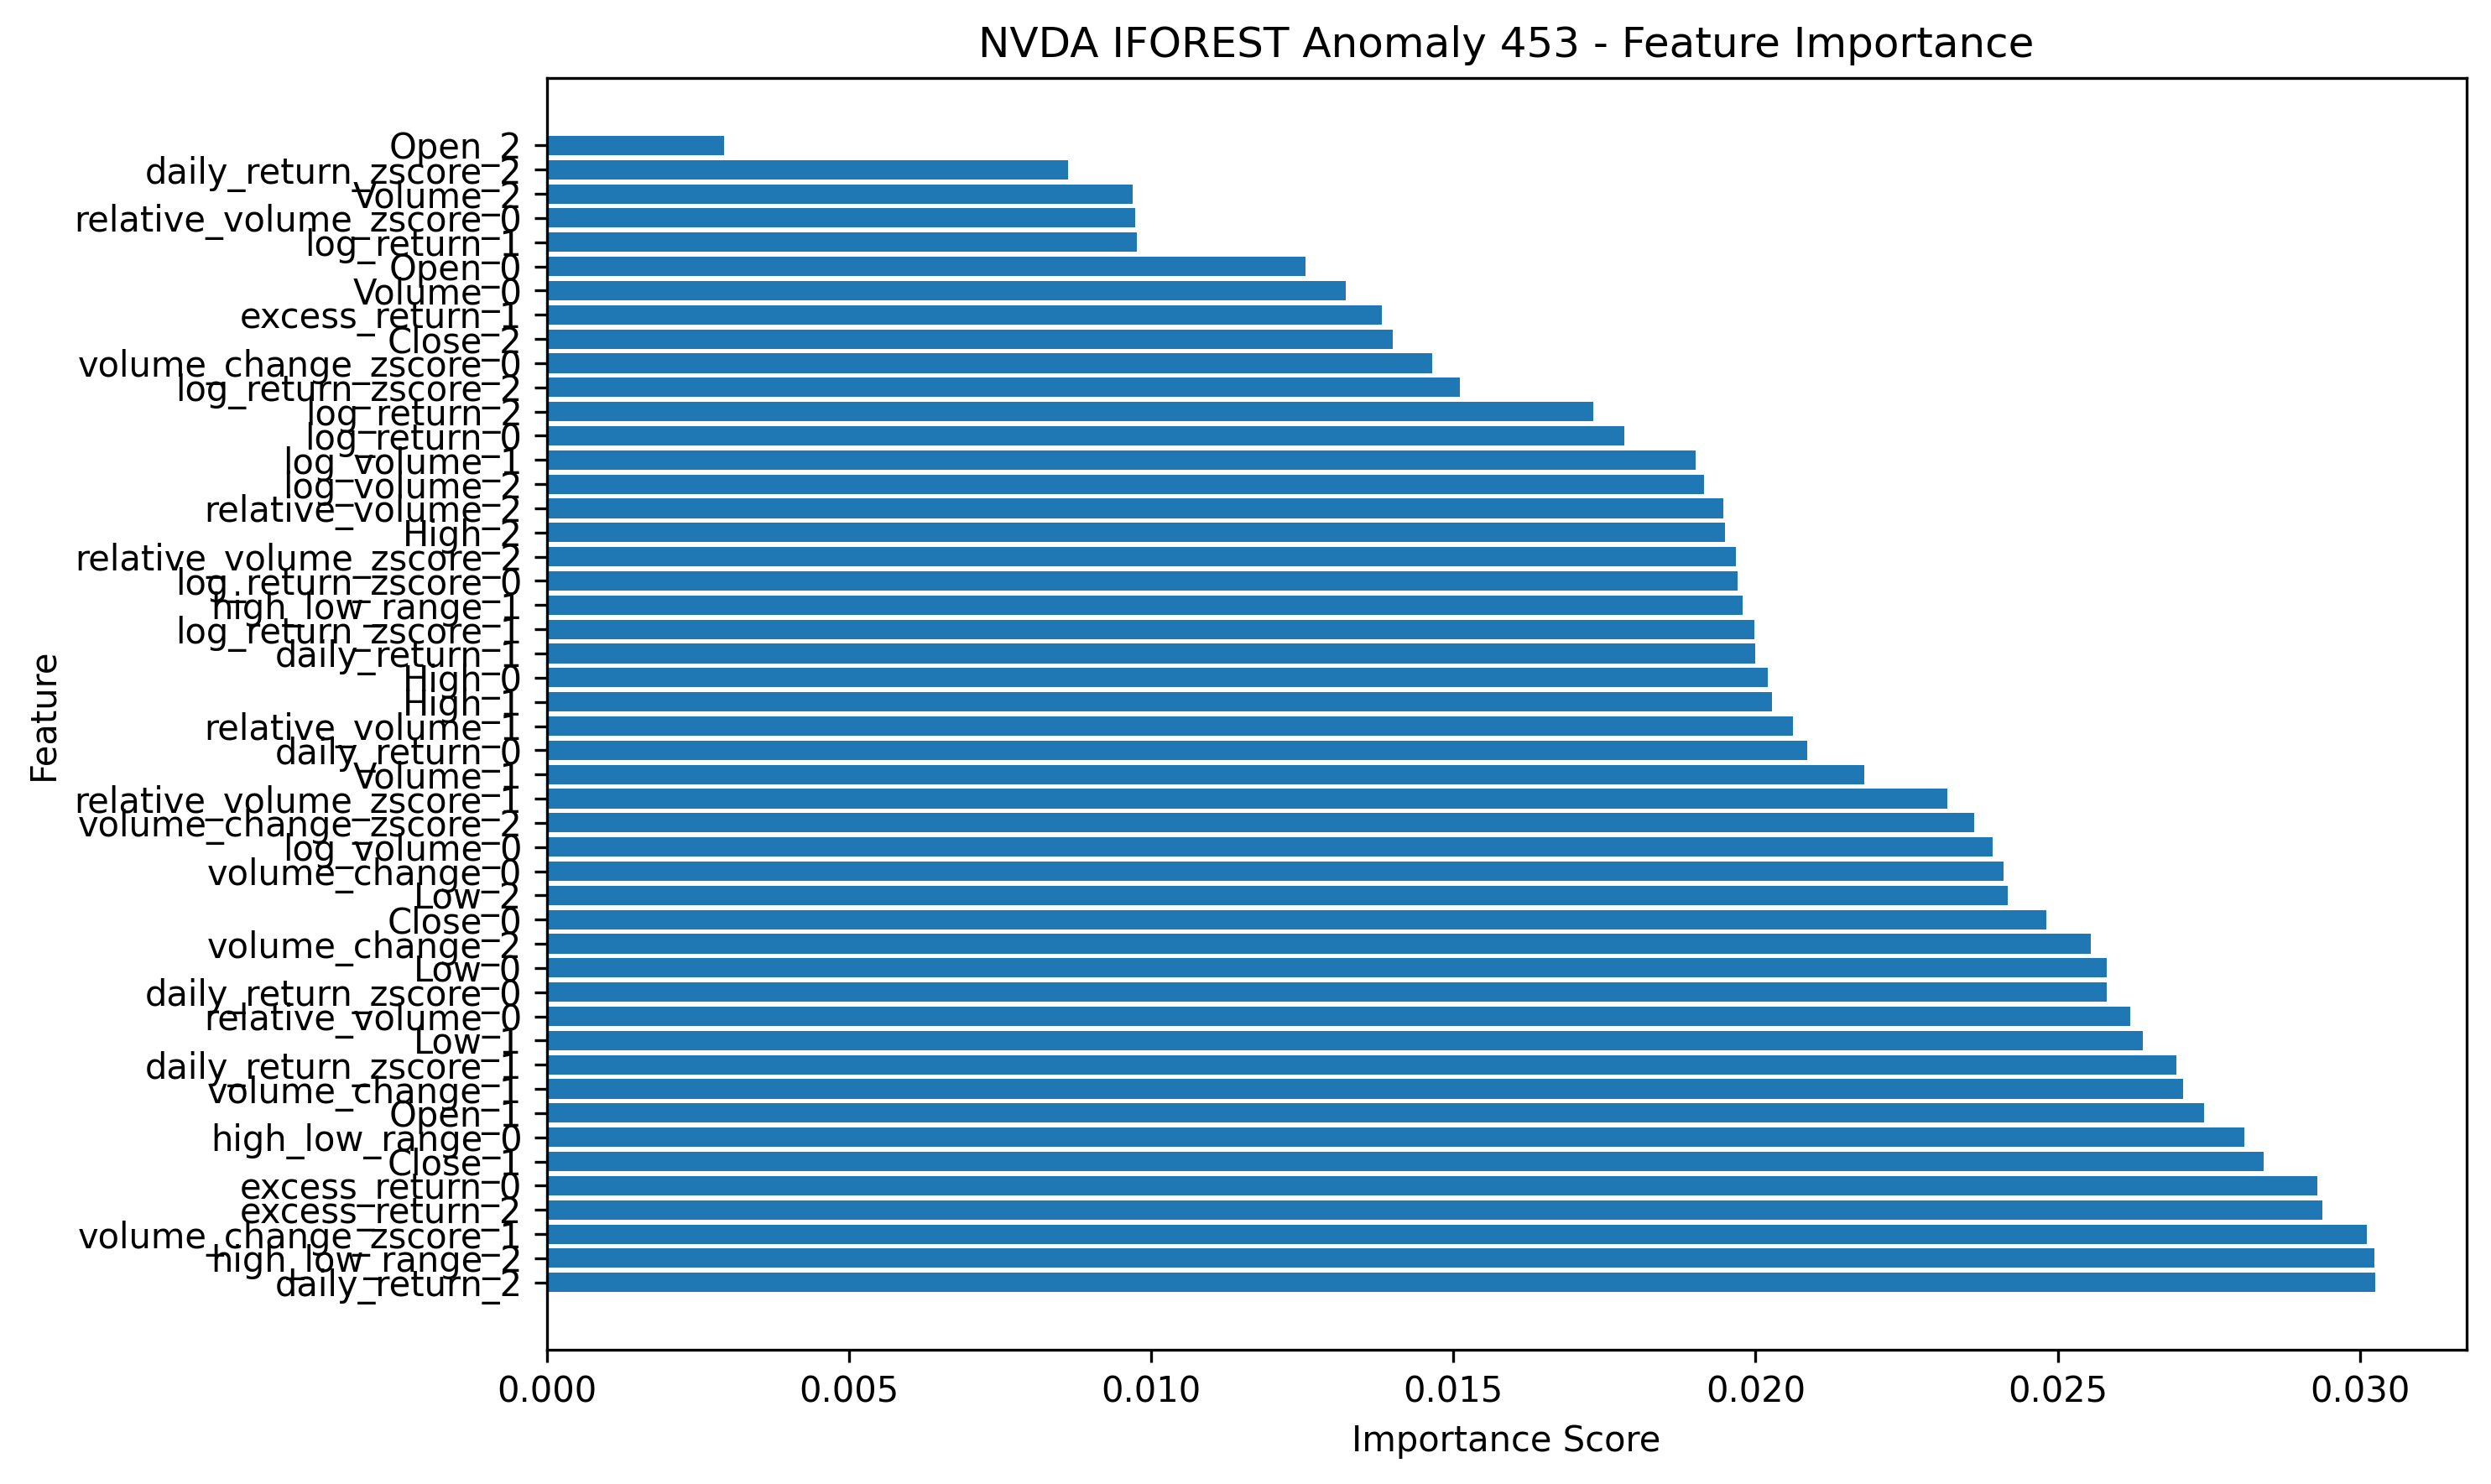 NVDA IFOREST Anomaly 453 - Feature Importance
Open_2
daily_return_zscore_2
Volume_2
relative_volume_zscore_0
log_return_1
Open_0
Volume_0
excess_return_1
Close_2
volume_change_zscore_0
log_return_zscore_2
log_return_2
log_return_0
log_volume_1
log_volume_2
relative_volume_2
High_2
relative_volume_zscore_2
log_return_zscore_0
high_low_range_1
log_return_zscore_1
daily_return_1
High_0
High_1
relative_volume_1
daily_return_0
Volume_1
relative_volume_zscore_1
volume_change_zscore_2
log_volume_0
volume_change_0
Low_2
Close_0
volume_change_2
Low_0
daily_return_zscore_0
relative_volume_0
Low_1
daily_return_zscore_1
volume_change_1
Open_1
high_low_range_0
Close_1
excess_return_0
excess_return_2
volume_change_zscore_1
high_low_range_2
daily_return_2
Feature
0.000 0.005 0.010 0.015 0.020 0.025 0.030
Importance Score